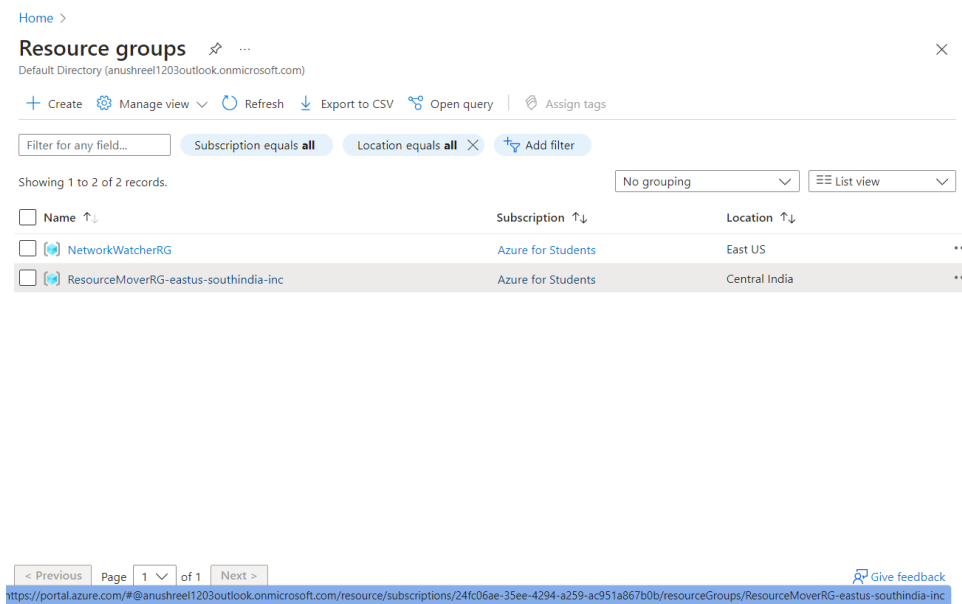 Home >
Resource groups ...
Default Directory (anushreel1203outlook.onmicrosoft.com)
+ Create Manage view Refresh Export to CSV Open query Assign tags
Filter for any field... Subscription equals all Location equals all Add filter
Showing 1 to 2 of 2 records. No grouping List view
Name ↑↓ Subscription ↑↓ Location ↑↓
NetworkWatcherRG Azure for Students East US
ResourceMoverRG-eastus-southindia-inc Azure for Students Central India
< Previous Page 1 of 1 Next > Give feedback
https://portal.azure.com/#@anushreel1203outlook.onmicrosoft.com/resource/subscriptions/24fc06ae-35ee-4294-a259-ac951a867b0b/resourceGroups/ResourceMoverRG-eastus-southindia-inc